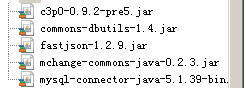 c3p0-0.9.2-pre5.jar
commons-dbutils-1.4.jar
fastjson-1.2.9.jar
mchange-commons-java-0.2.3.jar
mysql-connector-java-5.1.39-bin.